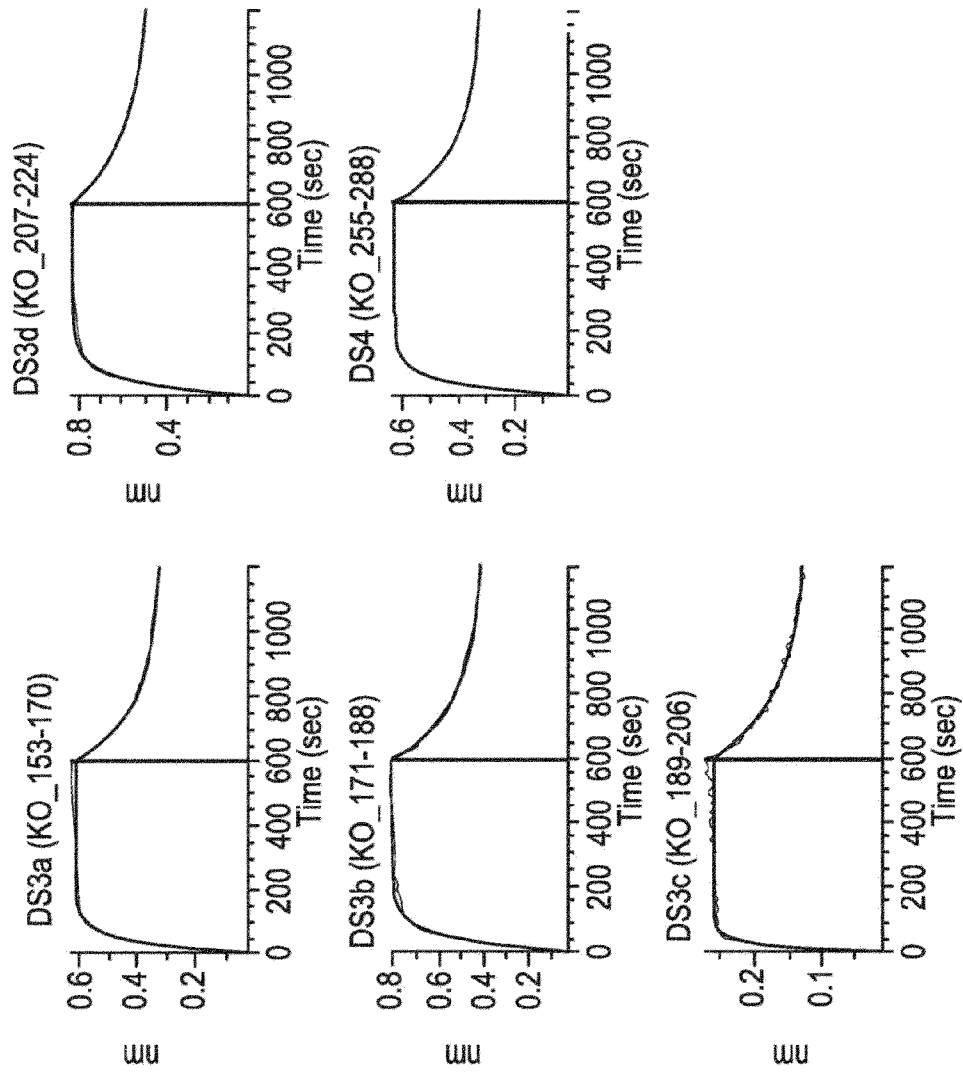 DS3a (KO_153-170)
nm
0.6
0.4
0.2
0 200 400 600 800 1000
Time (sec)
DS3b (KO_171-188)
nm
0.8
0.6
0.4
0.2
0 200 400 600 800 1000
Time (sec)
DS3c (KO_189-206)
nm
0.2
0.1
0 200 400 600 800 1000
Time (sec)
DS3d (KO_207-224)
nm
0.8
0.4
0 200 400 600 800 1000
Time (sec)
DS4 (KO_255-288)
nm
0.6
0.4
0.2
0 200 400 600 800 1000
Time (sec)